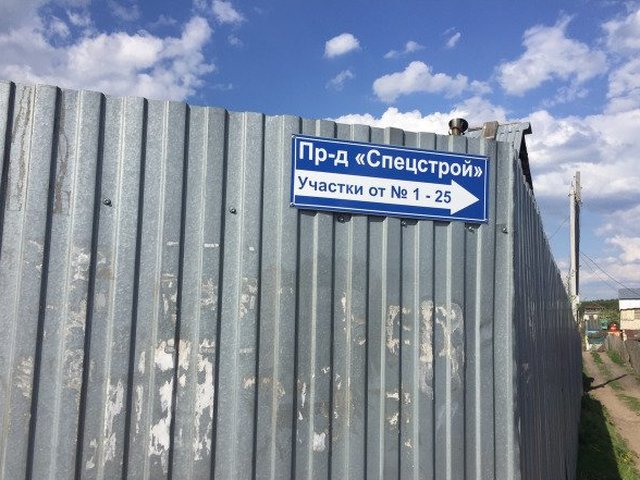 Пр-д «Спецстрой»
Участки от № 1 - 25